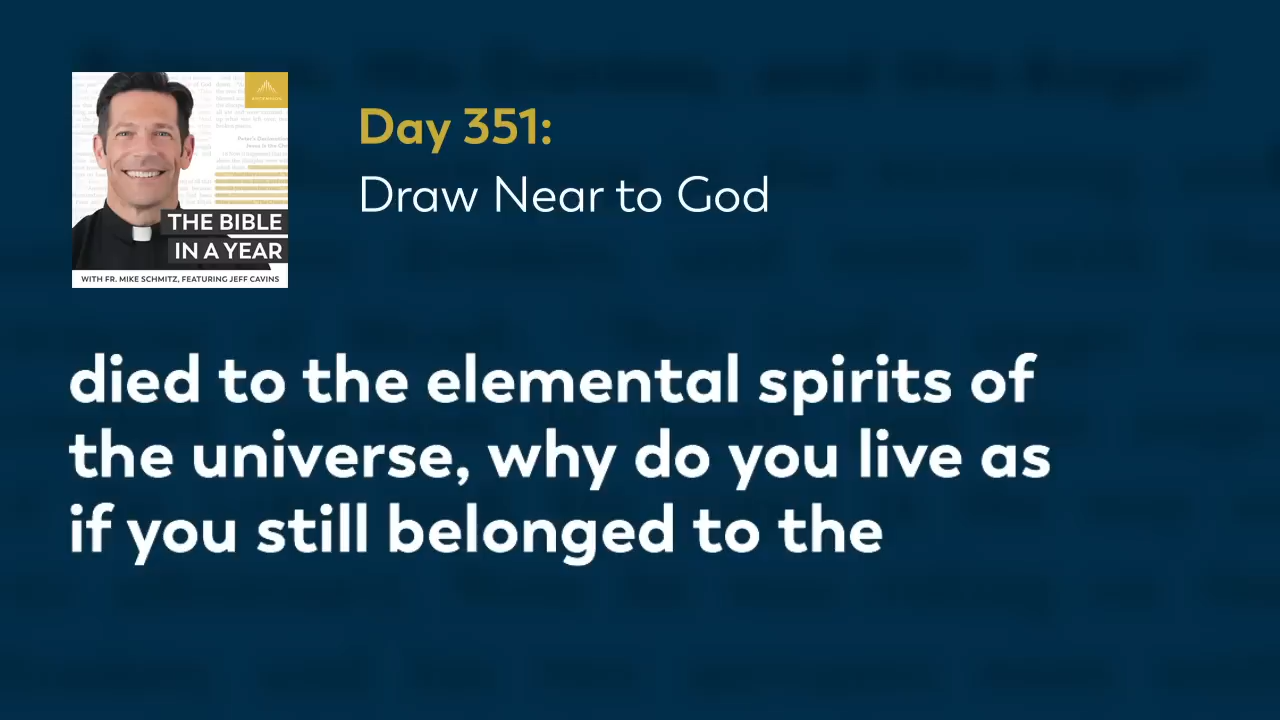 THE BIBLE
IN A YEAR
WITH FR. MIKE SCHMITZ, FEATURING JEFF CAVINS
Day 351:
Draw Near to God
died to the elemental spirits of
the universe, why do you live as
if you still belonged to the